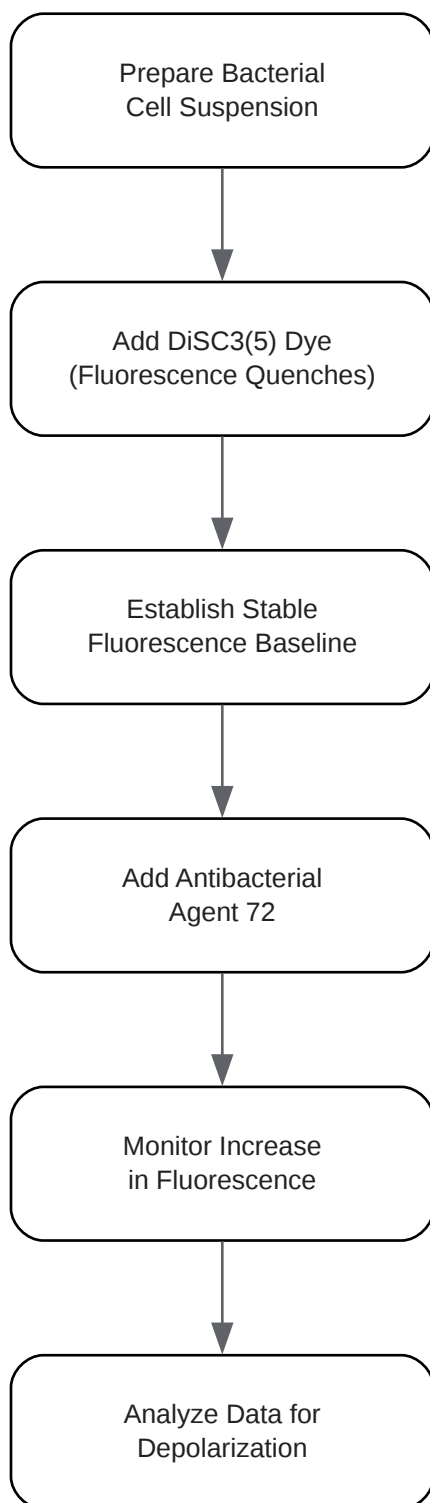 Prepare Bacterial
Cell Suspension
Add DiSC3(5) Dye
(Fluorescence Quenches)
Establish Stable
Fluorescence Baseline
Add Antibacterial
Agent 72
Monitor Increase
in Fluorescence
Analyze Data for
Depolarization